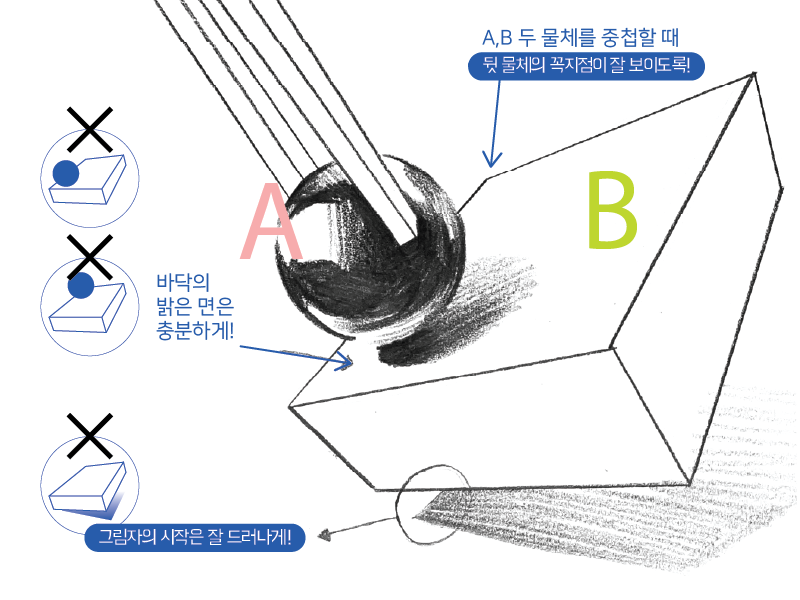 A,B 두 물체를 중첩할 때
뒷 물체의 꼭지점이 잘 보이도록!
A
B
바닥의
밝은 면은
충분하게!
그림자의 시작은 잘 드러나게!